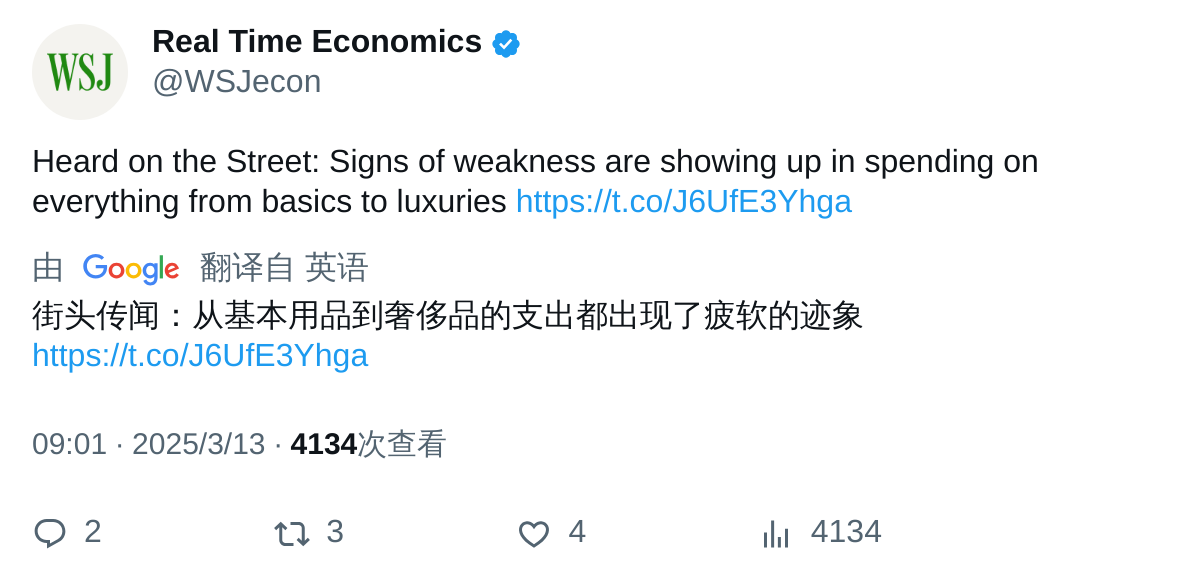 WSJ
Real Time Economics
@WSJecon
Heard on the Street: Signs of weakness are showing up in spending on
everything from basics to luxuries https://t.co/J6UfE3Yhga
由 Google 翻译自 英语
街头传闻：从基本用品到奢侈品的支出都出现了疲软的迹象
https://t.co/J6UfE3Yhga
09:01 · 2025/3/13 · 4134次查看
2 3 4 4134